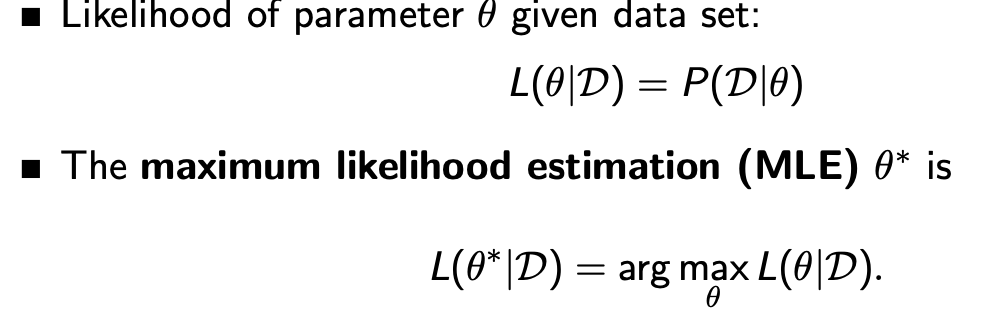 ■ Likelihood of parameter θ given data set:
L(θ|𝒟) = P(𝒟|θ)
■ The maximum likelihood estimation (MLE) θ* is
L(θ*|𝒟) = arg max L(θ|𝒟).
θ